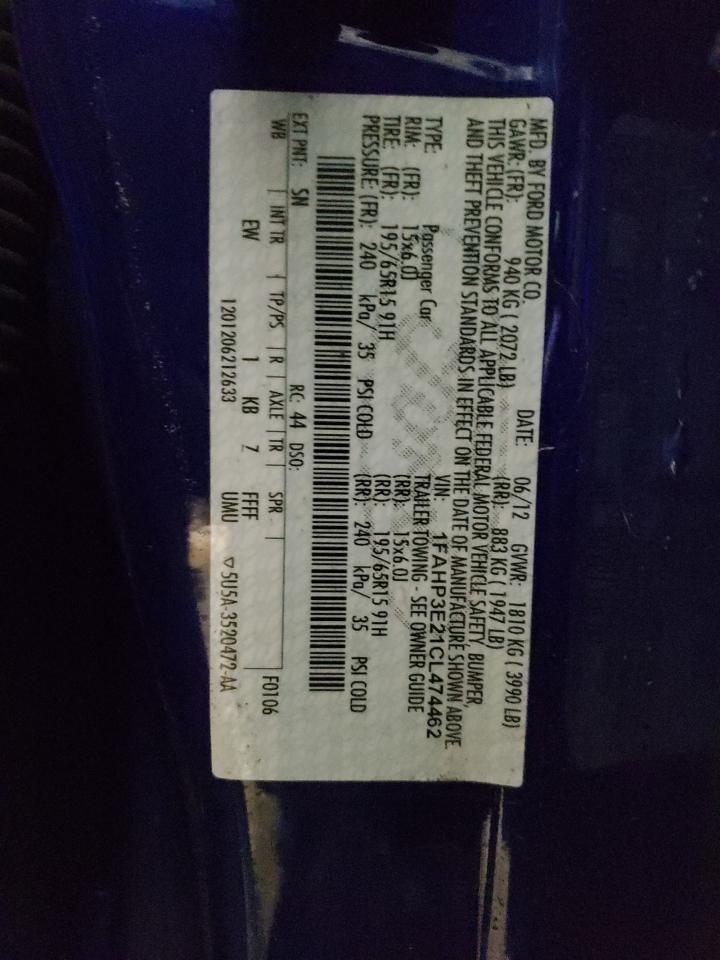 MFD. BY FORD MOTOR CO. DATE: 06/12 GVWR: 1810 KG ( 3990 LB)
GAWR: (FR): 940 KG ( 2072 LB) (RR): 883 KG ( 1947 LB)
THIS VEHICLE CONFORMS TO ALL APPLICABLE FEDERAL MOTOR VEHICLE SAFETY, BUMPER,
AND THEFT PREVENTION STANDARDS IN EFFECT ON THE DATE OF MANUFACTURE SHOWN ABOVE.
VIN: 1FAHP3E21CL474462
TYPE: Passenger Car TRAILER TOWING - SEE OWNER GUIDE
RIM: (FR): 15x6.0J (RR): 15x6.0J
TIRE: (FR): 195/65R15 91H (RR): 195/65R15 91H
PRESSURE: (FR): 240 kPa/ 35 PSI COLD (RR): 240 kPa/ 35 PSI COLD
EXT PNT: SN RC: 44 DSO: F0106
WB | INT TR | TP/PS | R | AXLE | TR | SPR |
EW 1 KB 7 FFFF
1201206212633 UMU ▽5U5A-3520472-AA